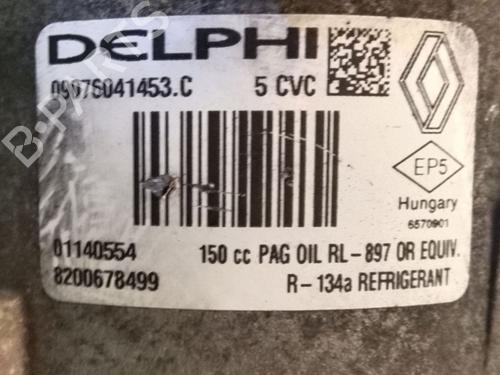 DELPHI
09676041453.C 5 CVC
EP5
Hungary
6570901
01140554 150 cc PAG OIL RL-897 OR EQUIV.
8200678499 R-134a REFRIGERANT
B-PARTS